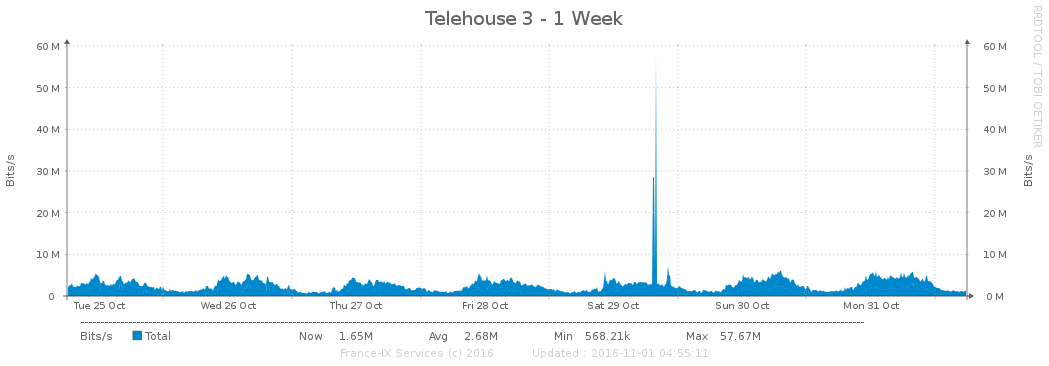 Telehouse 3 - 1 Week
RRDTOOL / TOBI OETIKER
60 M 60 M
50 M 50 M
40 M 40 M
30 M 30 M
20 M 20 M
10 M 10 M
0 0 M
Bits/s
Bits/s
Tue 25 Oct Wed 26 Oct Thu 27 Oct Fri 28 Oct Sat 29 Oct Sun 30 Oct Mon 31 Oct
Bits/s Total Now 1.65M Avg 2.68M Min 568.21k Max 57.67M
France-IX Services (c) 2016 Updated : 2016-11-01 04:55:11